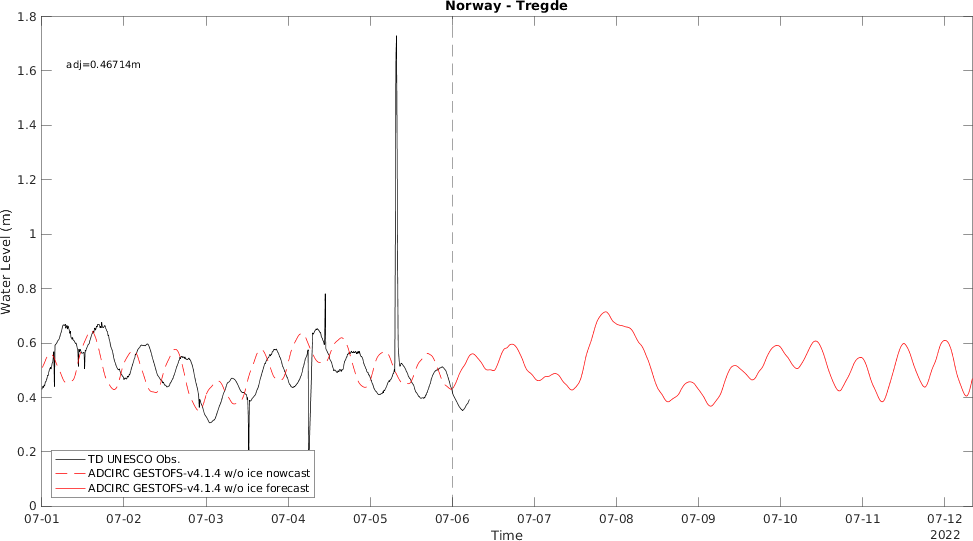 Norway - Tregde
adj=0.46714m
Water Level (m)
1.8
1.6
1.4
1.2
1
0.8
0.6
0.4
0.2
0
TD UNESCO Obs.
ADCIRC GESTOFS-v4.1.4 w/o ice nowcast
ADCIRC GESTOFS-v4.1.4 w/o ice forecast
07-01 07-02 07-03 07-04 07-05 07-06 07-07 07-08 07-09 07-10 07-11 07-12
2022
Time